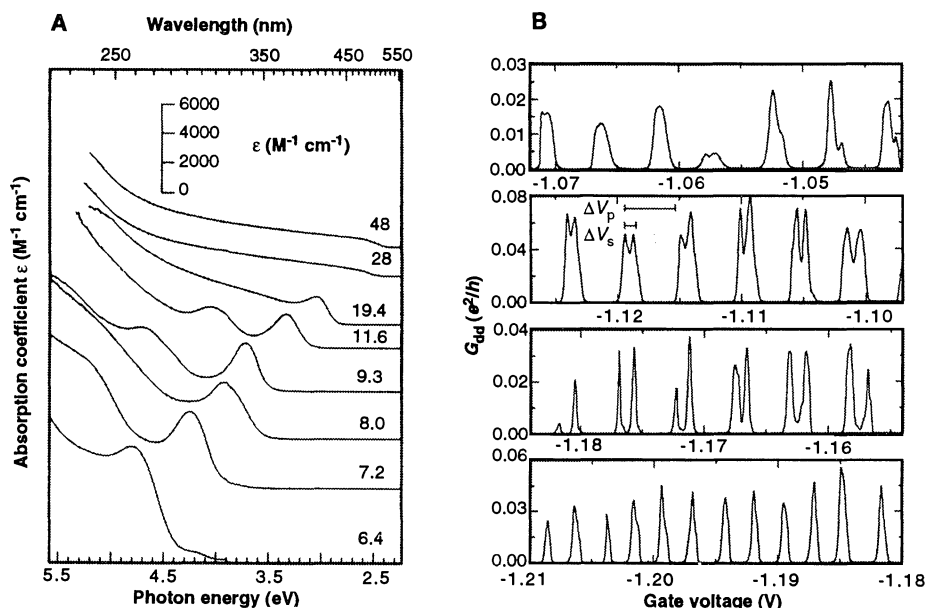 A
Wavelength (nm)
250 350 450 550
6000
4000
2000
0
ε (M⁻¹ cm⁻¹)
Absorption coefficient ε (M⁻¹ cm⁻¹)
48
28
19.4
11.6
9.3
8.0
7.2
6.4
5.5 4.5 3.5 2.5
Photon energy (eV)
B
0.03
0.01
0.00
-1.07 -1.06 -1.05
0.08
0.04
0.00
ΔVp
ΔVs
-1.12 -1.11 -1.10
Gdd (e²/h)
0.04
0.02
0.00
-1.18 -1.17 -1.16
0.06
0.03
0.00
-1.21 -1.20 -1.19 -1.18
Gate voltage (V)